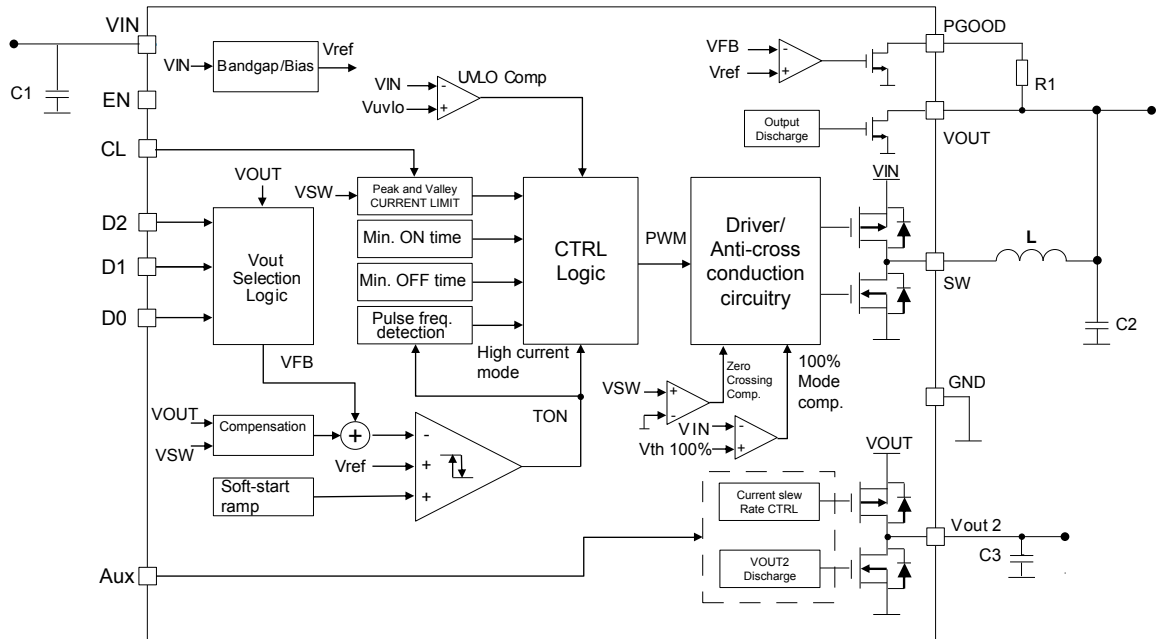 VIN
C1
EN
CL
D2
D1
D0
Aux
VIN
Bandgap/Bias
Vref
VIN
Vuvlo
-
+
UVLO Comp
VOUT
Vout
Selection
Logic
VFB
VSW
Peak and Valley
CURRENT LIMIT
Min. ON time
Min. OFF time
Pulse freq.
detection
High current
mode
TON
CTRL
Logic
PWM
Driver/
Anti-cross
conduction
circuitry
VOUT
VSW
Compensation
+
Vref
Soft-start
ramp
-
+
+
VSW
+
-
Zero
Crossing
Comp.
VIN
Vth 100%
-
+
100%
Mode
comp.
VFB
Vref
-
+
Output
Discharge
VIN
PGOOD
R1
VOUT
L
SW
C2
GND
VOUT
Current slew
Rate CTRL
VOUT2
Discharge
Vout 2
C3